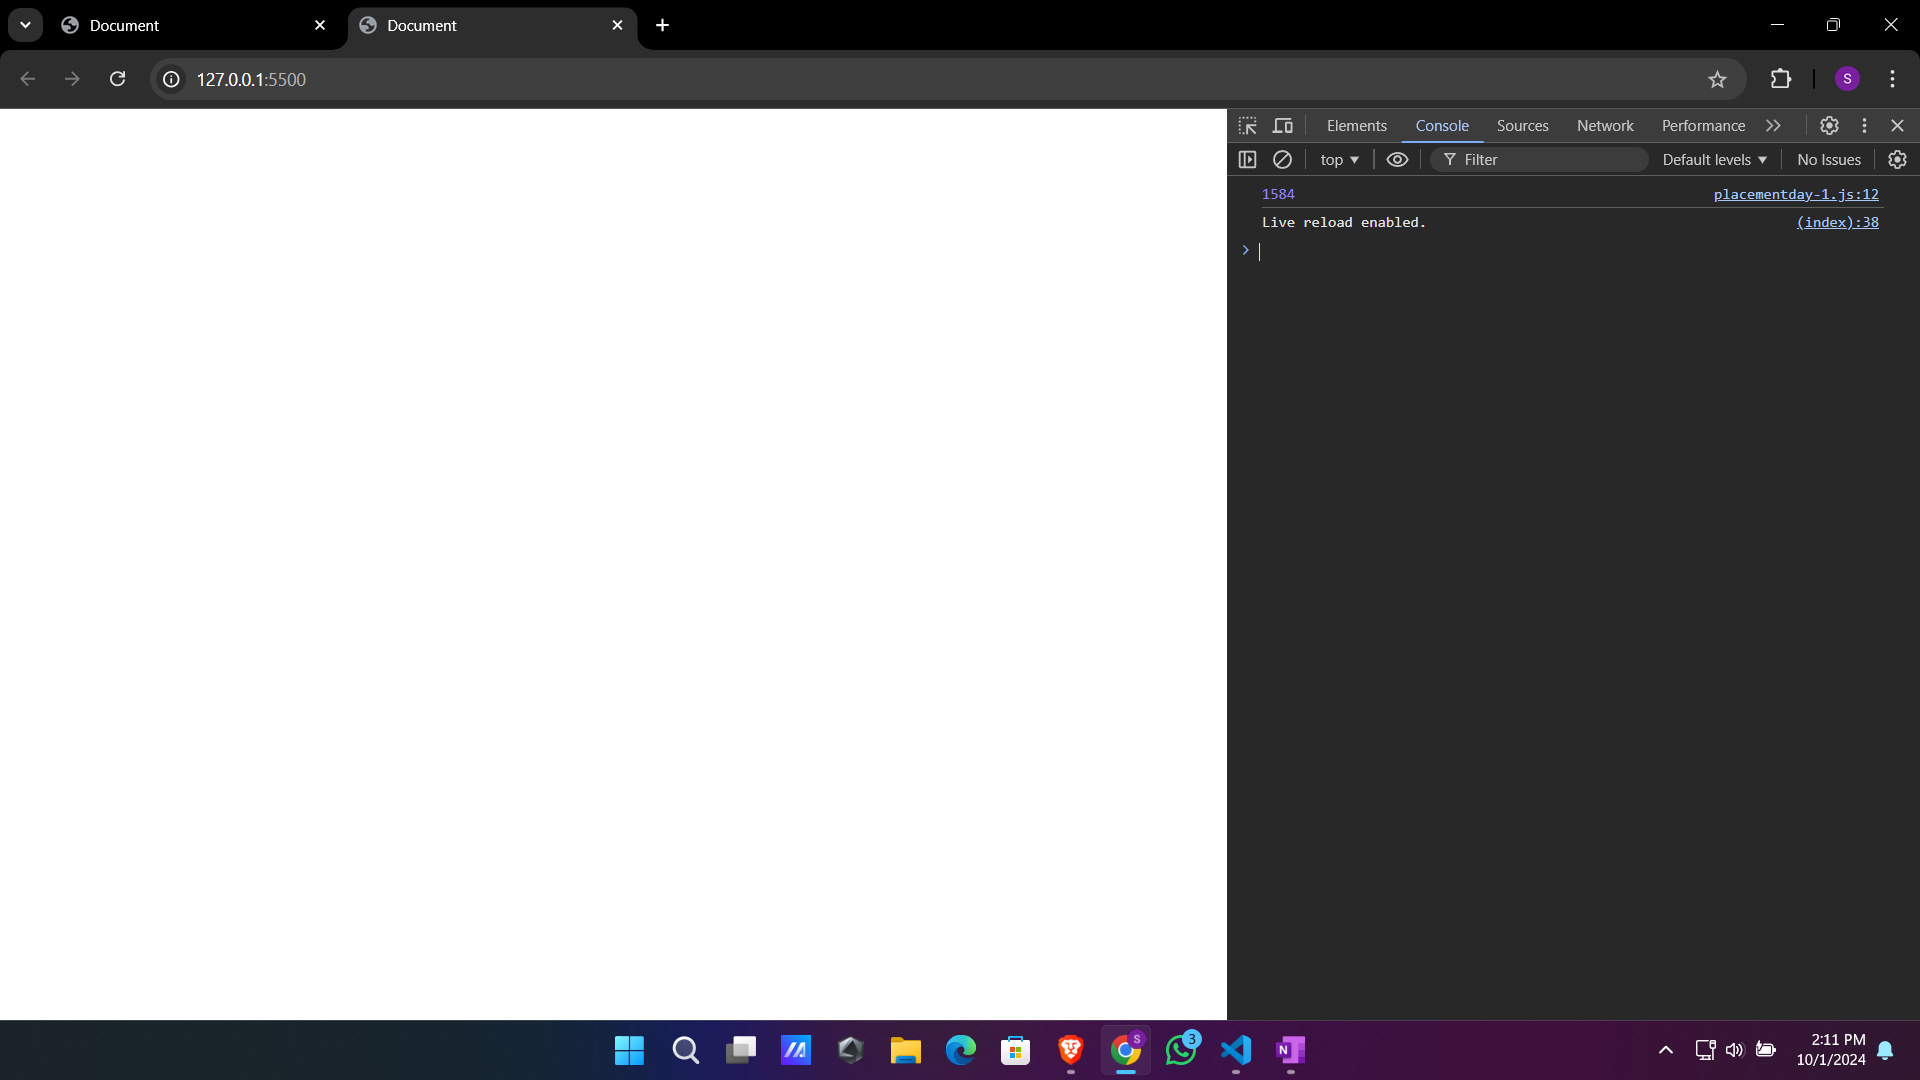 Document
Document
127.0.0.1:5500
S
Elements Console Sources Network Performance
top Filter Default levels No Issues
1584 placementday-1.js:12
Live reload enabled. (index):38
S
3
N
2:11 PM
10/1/2024